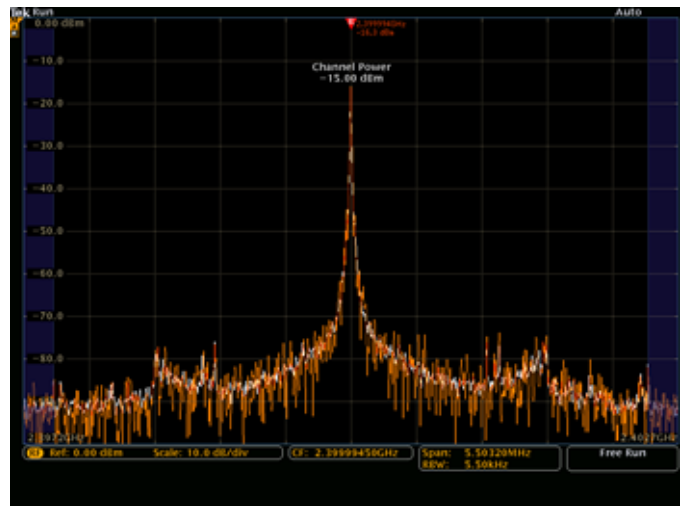 Tek Run Auto
0.00 dBm
-10.0
Channel Power
-15.00 dBm
-20.0
-30.0
-40.0
-50.0
-60.0
-70.0
-80.0
Ref: 0.00 dBm Scale: 10.0 dB/div CF: 2.39999450GHz Span: 5.50320MHz Free Run
RBW: 5.50kHz